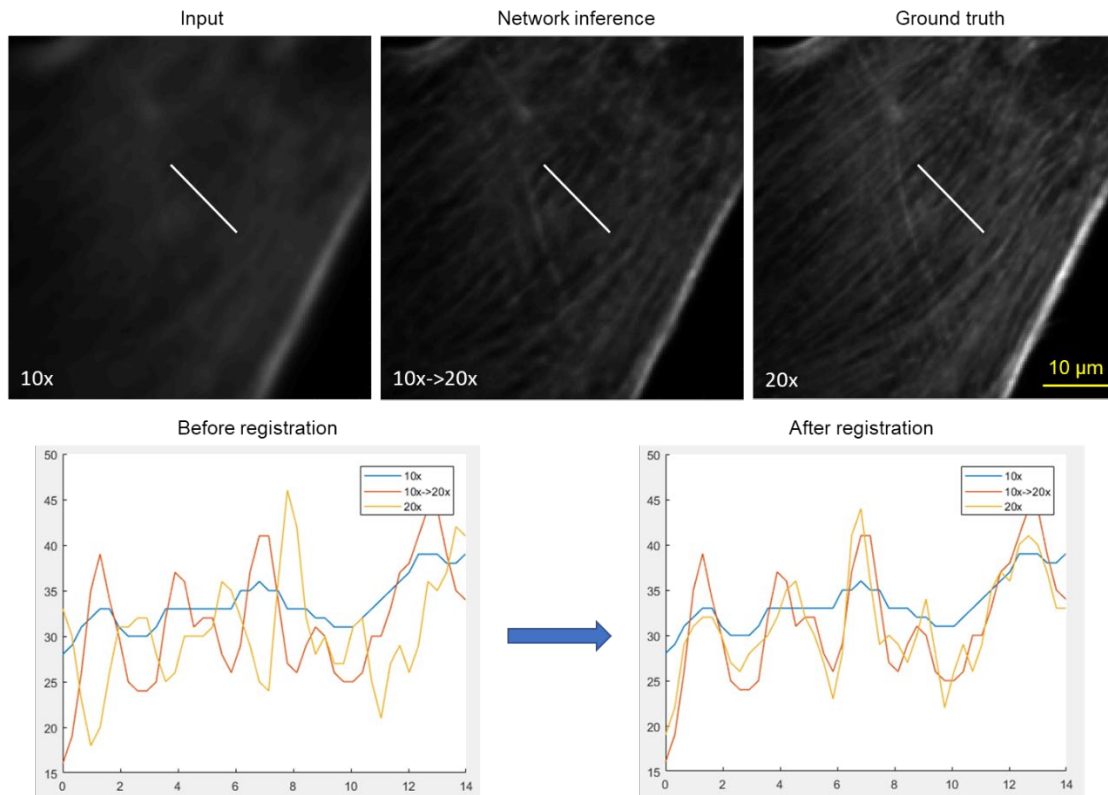 Input
Network inference
Ground truth
10x
10x->20x
20x
10 µm
Before registration
After registration
50
45
40
35
30
25
20
15
0
2
4
6
8
10
12
14
10x
10x->20x
20x
50
45
40
35
30
25
20
15
0
2
4
6
8
10
12
14
10x
10x->20x
20x